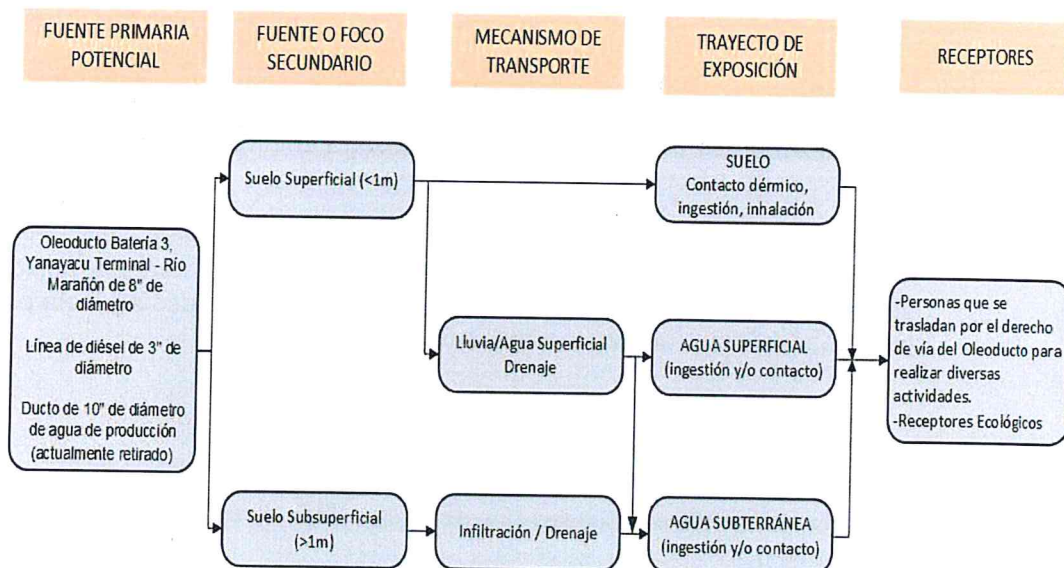 FUENTE PRIMARIA
POTENCIAL
FUENTE O FOCO
SECUNDARIO
MECANISMO DE
TRANSPORTE
TRAYECTO DE
EXPOSICIÓN
RECEPTORES
Oleoducto Batería 3,
Yanayacu Terminal - Río
Marañón de 8" de
diámetro
Línea de diésel de 3" de
diámetro
Ducto de 10" de diámetro
de agua de producción
(actualmente retirado)
Suelo Superficial (<1m)
Suelo Subsuperficial
(>1m)
Lluvia/Agua Superficial
Drenaje
Infiltración / Drenaje
SUELO
Contacto dérmico,
ingestión, inhalación
AGUA SUPERFICIAL
(ingestión y/o contacto)
AGUA SUBTERRÁNEA
(ingestión y/o contacto)
-Personas que se
trasladan por el derecho
de vía del Oleoducto para
realizar diversas
actividades.
-Receptores Ecológicos